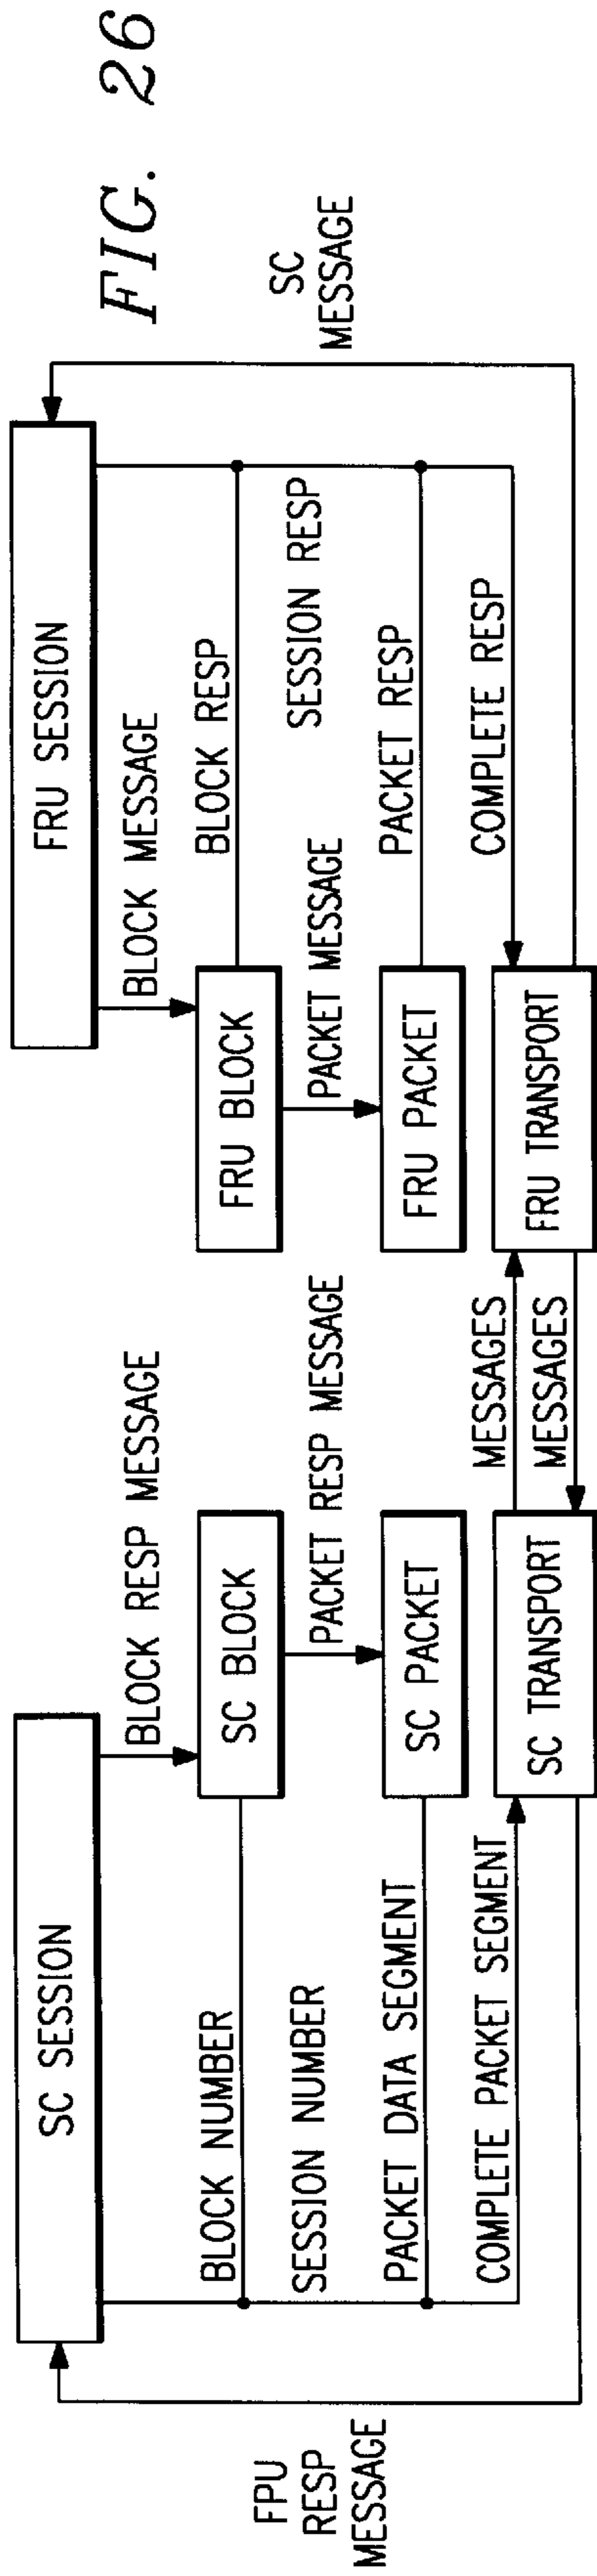 FIG. 26
SC SESSION
FRU SESSION
BLOCK RESP MESSAGE
BLOCK MESSAGE
BLOCK NUMBER
SC BLOCK
FRU BLOCK
BLOCK RESP
SESSION NUMBER
PACKET RESP MESSAGE
PACKET MESSAGE
SESSION RESP
PACKET DATA SEGMENT
SC PACKET
FRU PACKET
PACKET RESP
COMPLETE PACKET SEGMENT
SC TRANSPORT
MESSAGES
MESSAGES
FRU TRANSPORT
COMPLETE RESP
FPU
RESP
MESSAGE
SC
MESSAGE